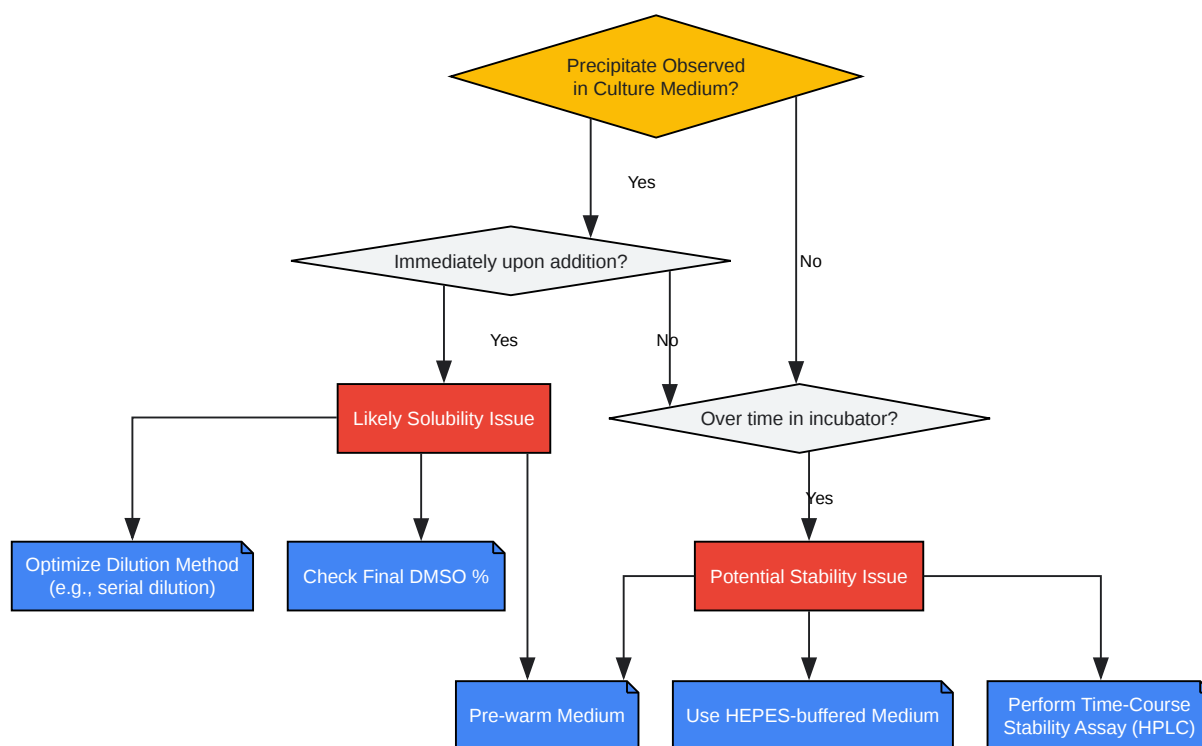 Precipitate Observed
in Culture Medium?
Yes
Immediately upon addition?
No
Yes
No
Likely Solubility Issue
Over time in incubator?
Yes
Optimize Dilution Method
(e.g., serial dilution)
Check Final DMSO %
Potential Stability Issue
Pre-warm Medium
Use HEPES-buffered Medium
Perform Time-Course
Stability Assay (HPLC)